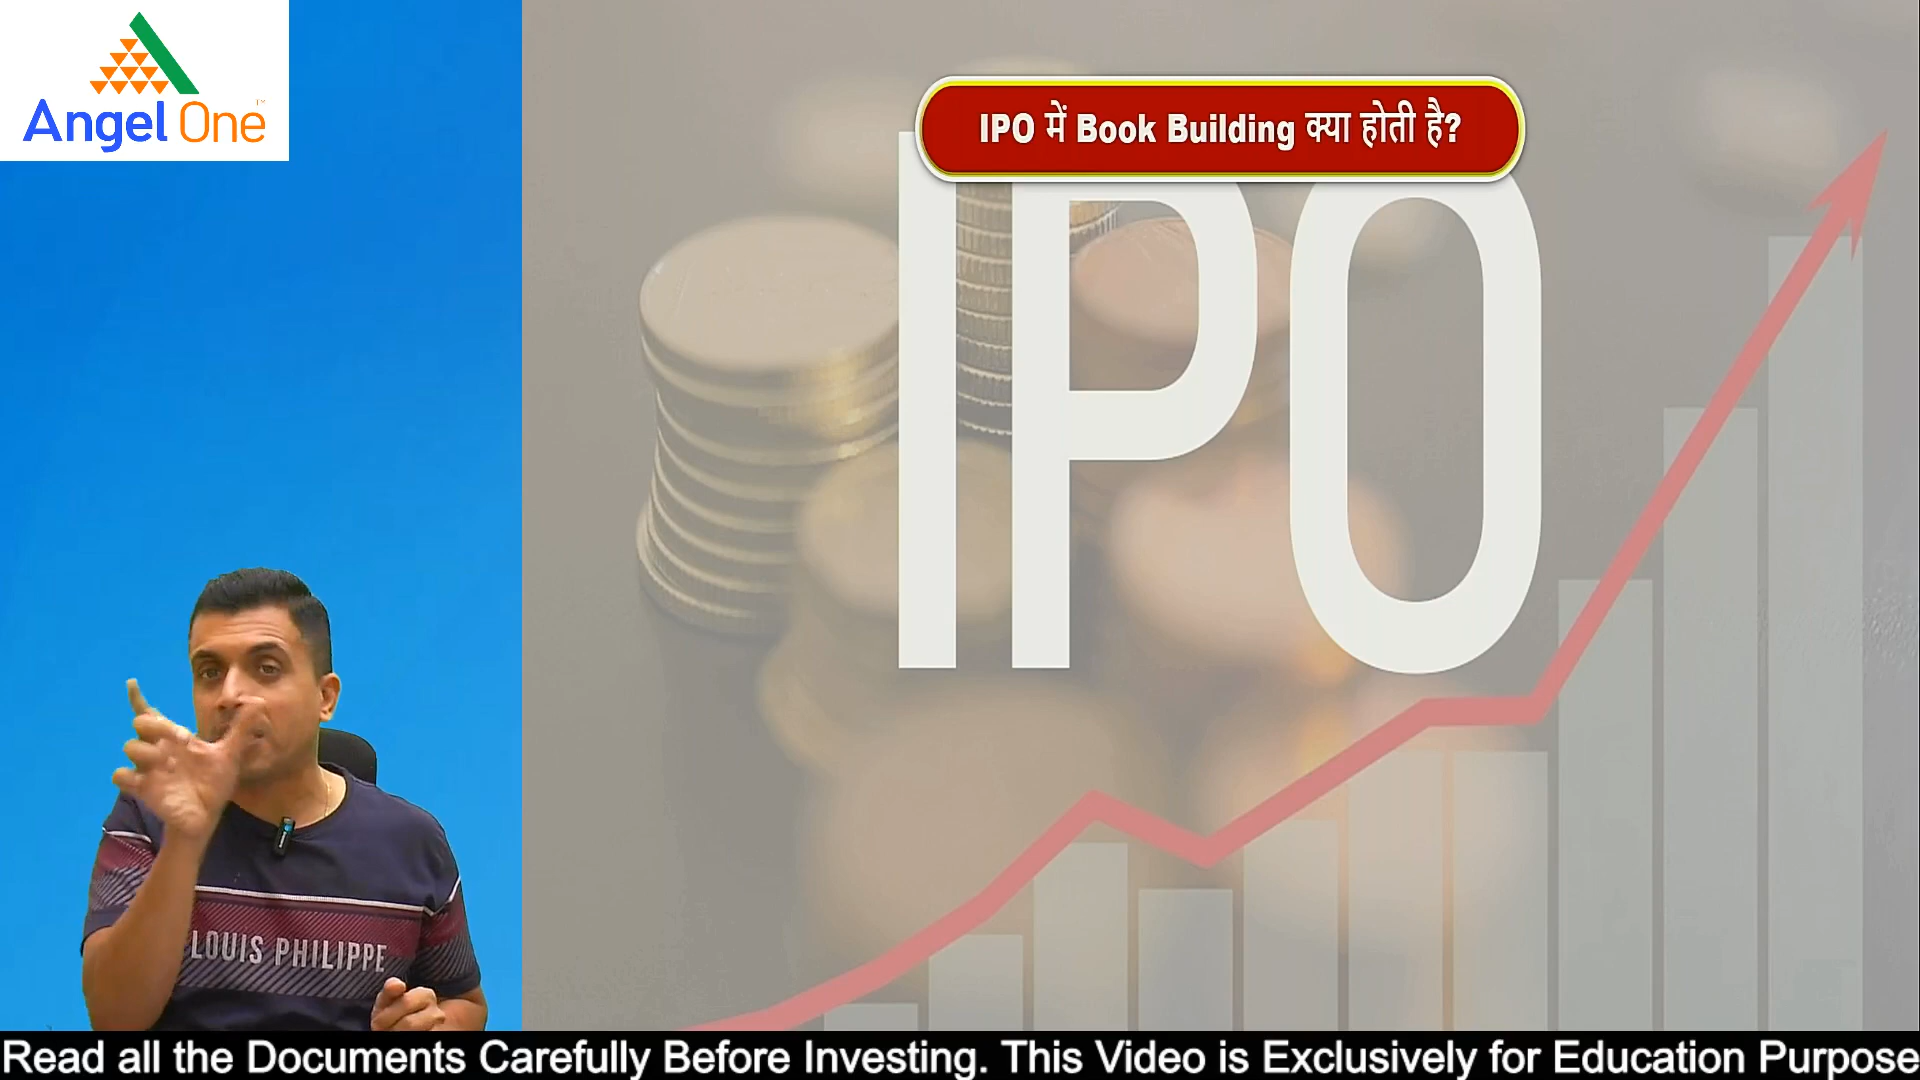 Angel One™
IPO में Book Building क्या होती है?
IPO
LOUIS PHILIPPE
Read all the Documents Carefully Before Investing. This Video is Exclusively for Education Purpose